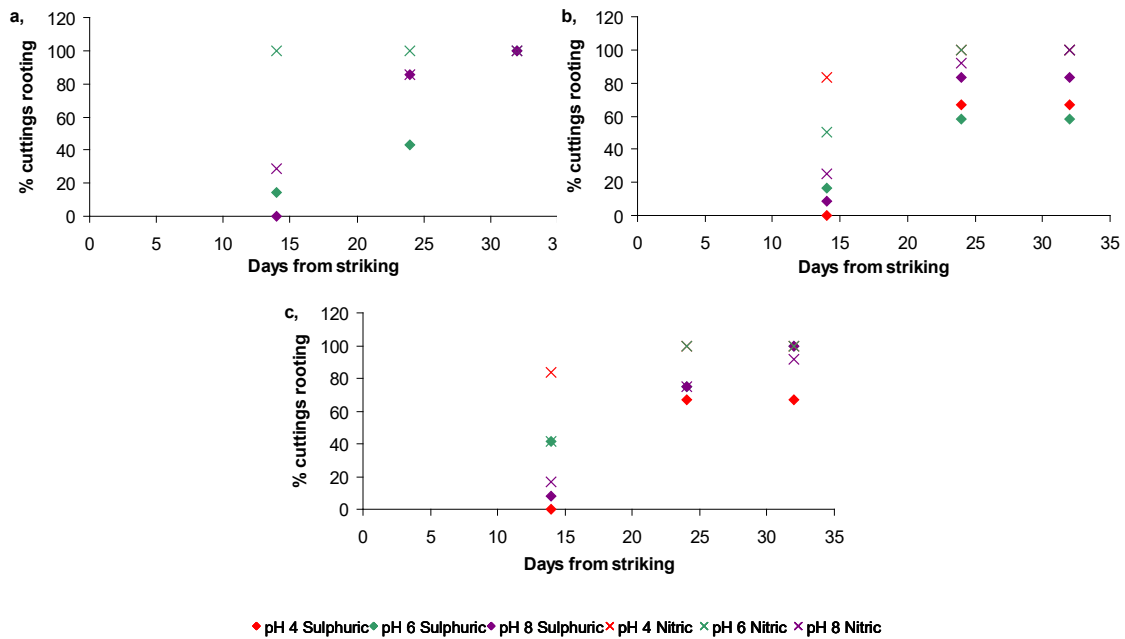 a,
120
100
80
60
40
20
0
% cuttings rooting
0 5 10 15 20 25 30 3
Days from striking
b,
120
100
80
60
40
20
0
% cuttings rooting
0 5 10 15 20 25 30 35
Days from striking
c,
120
100
80
60
40
20
0
% cuttings rooting
0 5 10 15 20 25 30 35
Days from striking
pH 4 Sulphuric pH 6 Sulphuric pH 8 Sulphuric pH 4 Nitric pH 6 Nitric pH 8 Nitric